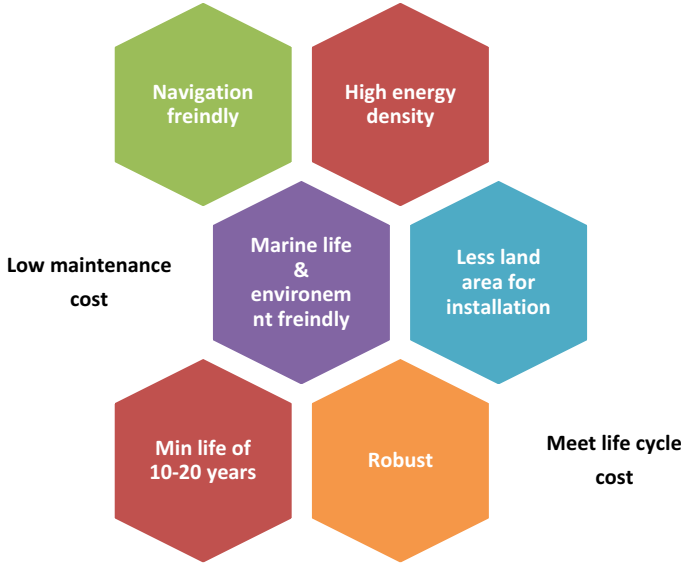 Navigation
freindly
High energy
density
Low maintenance
cost
Marine life
&
environem
nt freindly
Less land
area for
installation
Min life of
10-20 years
Robust
Meet life cycle
cost